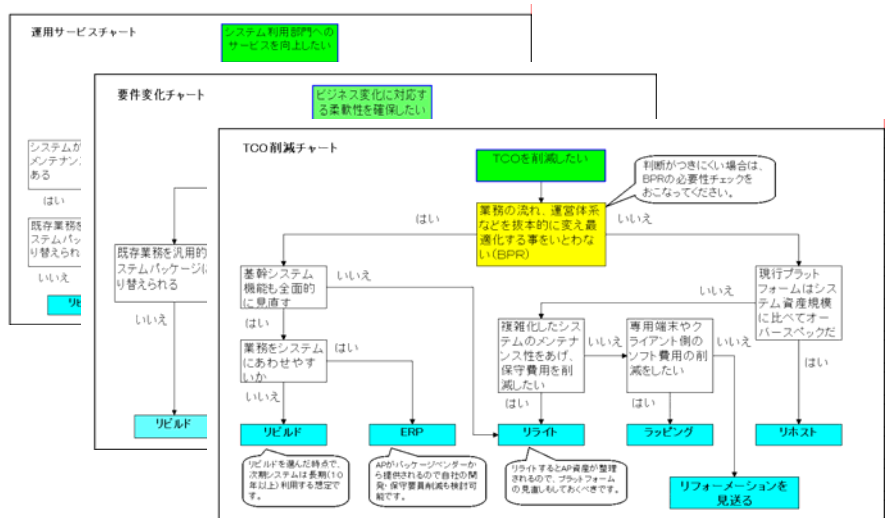 運用サービスチャート
システム利用部門への
サービスを向上したい
システムが
メンテナン
ある
はい
既存業務を
ステムパッ
り替えられ
いいえ
リビ
要件変化チャート
ビジネス変化に対応す
る柔軟性を確保したい
既存業務を汎用的
ステムパッケージに
り替えられる
いいえ
リビルド
TCO削減チャート
TCOを削減したい
判断がつきにくい場合は、
BPRの必要性チェックを
おこなってください。
はい
業務の流れ、運営体系
などを抜本的に変え最
適化する事をいとわな
い(BPR)
いいえ
基幹システム
機能も全面的
に見直す
いいえ
はい
業務をシステム
にあわせやす
いか
はい
いいえ
現行プラット
フォームはシス
テム資産規模
に比べてオー
バースペックだ
いいえ
はい
複雑化したシス
テムのメンテナ
ンス性をあげ、
保守費用を削
減したい
いいえ
はい
専用端末やク
ライアント側の
ソフト費用の削
減をしたい
いいえ
はい
リビルド
ERP
リライト
ラッピング
リホスト
リビルドを選んだ時点で、
次期システムは長期(10
年以上)利用する想定で
す。
APがパッケージベンダーか
ら提供されるので自社の開
発・保守要員削減も検討可
能です。
リライトするとAP資産が整理
されるので、プラットフォーム
の見直しもしておくべきです。
リフォーメーションを
見送る